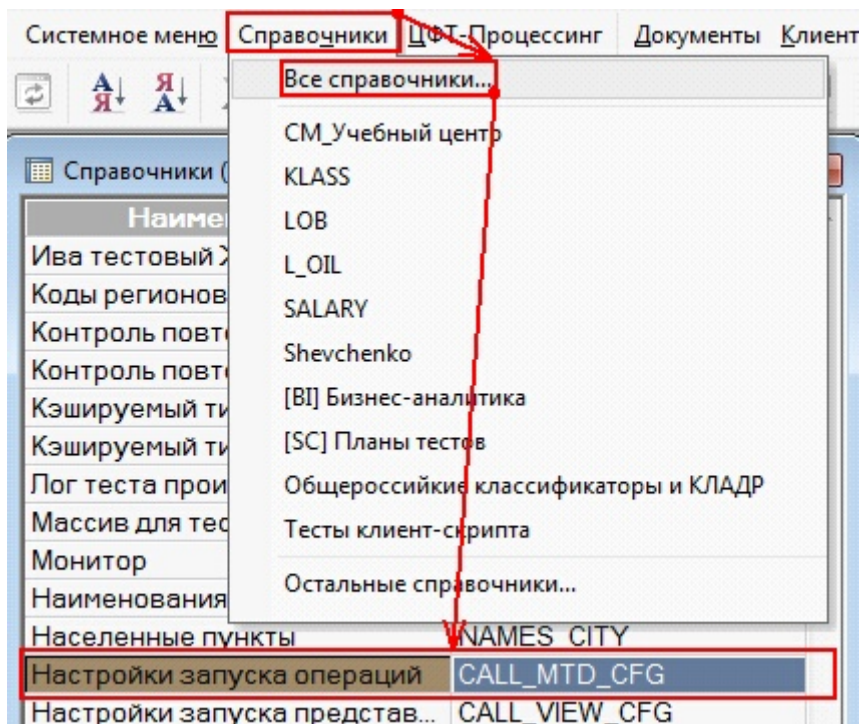 Системное меню Справочники ЦФТ-Процессинг Документы Клиент
Все справочники...
СМ_Учебный центр
KLASS
LOB
L_OIL
SALARY
Shevchenko
[BI] Бизнес-аналитика
[SC] Планы тестов
Общероссийкие классификаторы и КЛАДР
Тесты клиент-скрипта
Остальные справочники...
Справочники (
Наиме
Ива тестовый
Коды регионов
Контроль повт
Контроль повт
Кэшируемый ти
Кэшируемый ти
Лог теста прои
Массив для тес
Монитор
Наименования
Населенные пункты NAMES_CITY
Настройки запуска операций CALL_MTD_CFG
Настройки запуска представ... CALL_VIEW_CFG